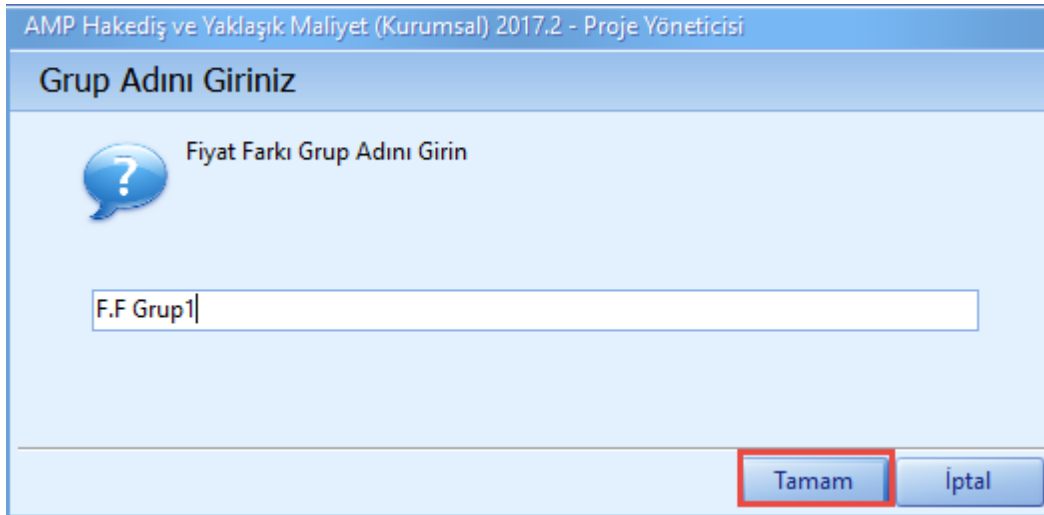 AMP Hakediş ve Yaklaşık Maliyet (Kurumsal) 2017.2 - Proje Yöneticisi
Grup Adını Giriniz
Fiyat Farkı Grup Adını Girin
F.F Grup1
Tamam İptal